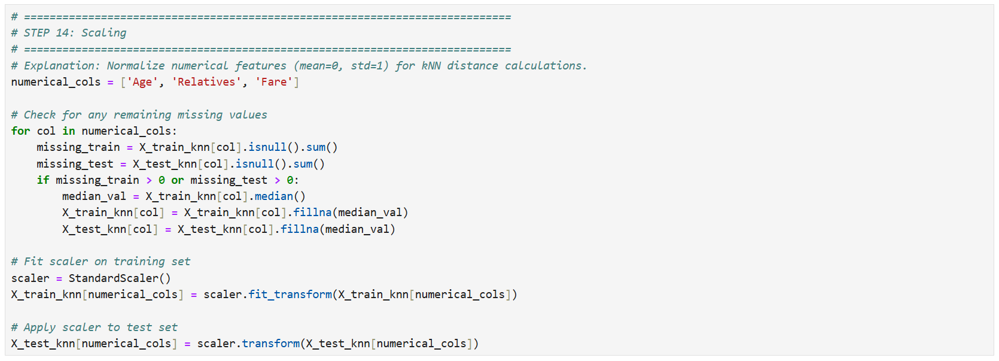 # ============================================================================
# STEP 14: Scaling
# ============================================================================
# Explanation: Normalize numerical features (mean=0, std=1) for kNN distance calculations.
numerical_cols = ['Age', 'Relatives', 'Fare']

# Check for any remaining missing values
for col in numerical_cols:
    missing_train = X_train_knn[col].isnull().sum()
    missing_test = X_test_knn[col].isnull().sum()
    if missing_train > 0 or missing_test > 0:
        median_val = X_train_knn[col].median()
        X_train_knn[col] = X_train_knn[col].fillna(median_val)
        X_test_knn[col] = X_test_knn[col].fillna(median_val)

# Fit scaler on training set
scaler = StandardScaler()
X_train_knn[numerical_cols] = scaler.fit_transform(X_train_knn[numerical_cols])

# Apply scaler to test set
X_test_knn[numerical_cols] = scaler.transform(X_test_knn[numerical_cols])